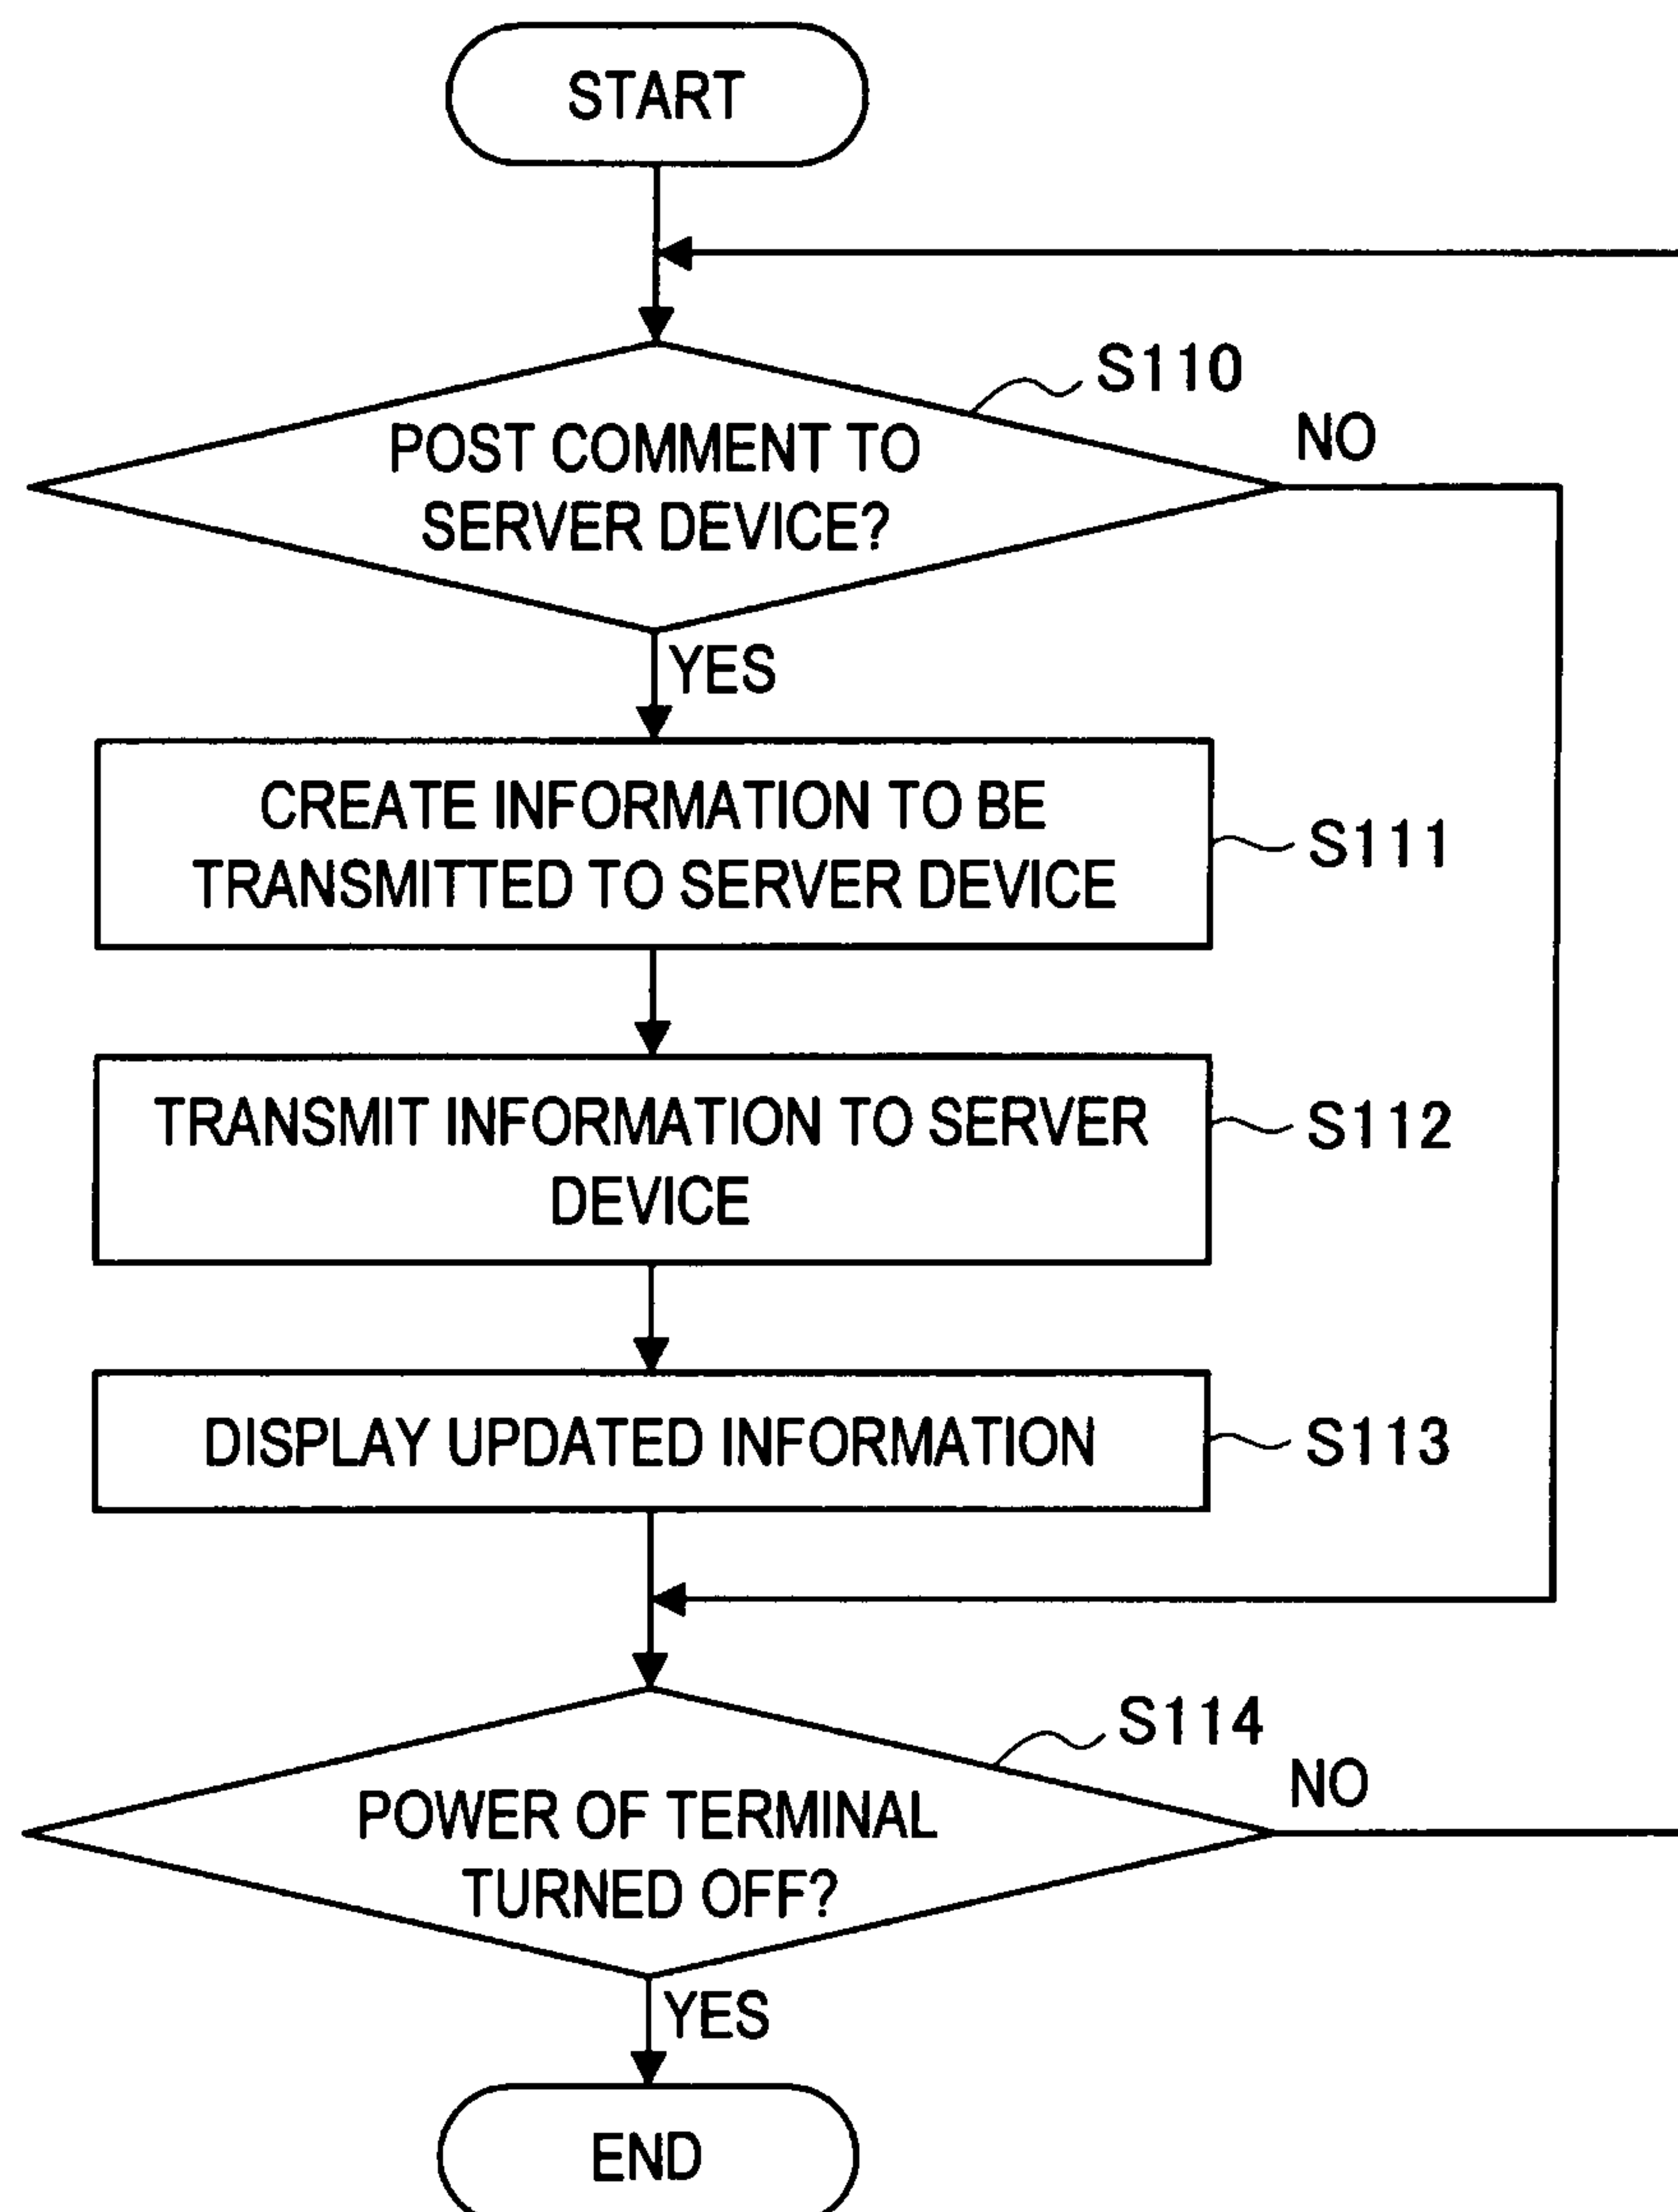 START
S110
NO
POST COMMENT TO
SERVER DEVICE?
YES
CREATE INFORMATION TO BE
TRANSMITTED TO SERVER DEVICE
S111
TRANSMIT INFORMATION TO SERVER
DEVICE
S112
DISPLAY UPDATED INFORMATION
S113
S114
NO
POWER OF TERMINAL
TURNED OFF?
YES
END